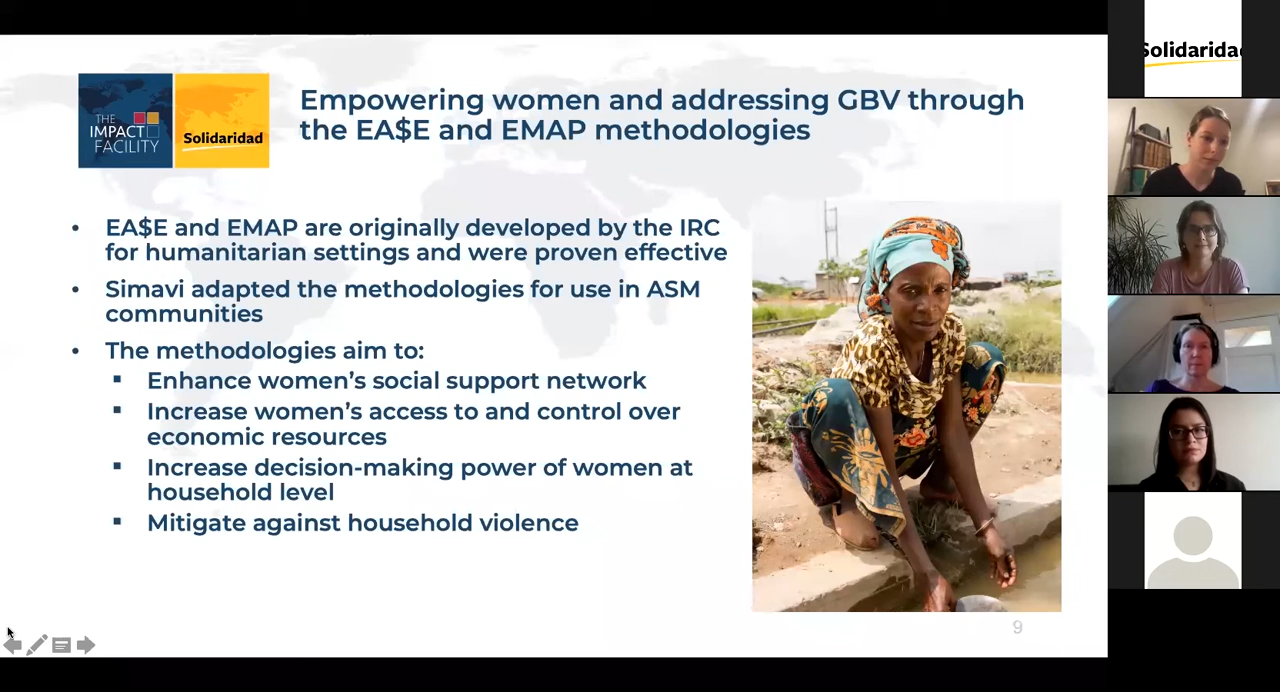 THE
IMPACT
FACILITY
Solidaridad
Empowering women and addressing GBV through
the EA$E and EMAP methodologies
• EA$E and EMAP are originally developed by the IRC
for humanitarian settings and were proven effective
• Simavi adapted the methodologies for use in ASM
communities
• The methodologies aim to:
▪ Enhance women’s social support network
▪ Increase women’s access to and control over
economic resources
▪ Increase decision-making power of women at
household level
▪ Mitigate against household violence
9
Solidaridad